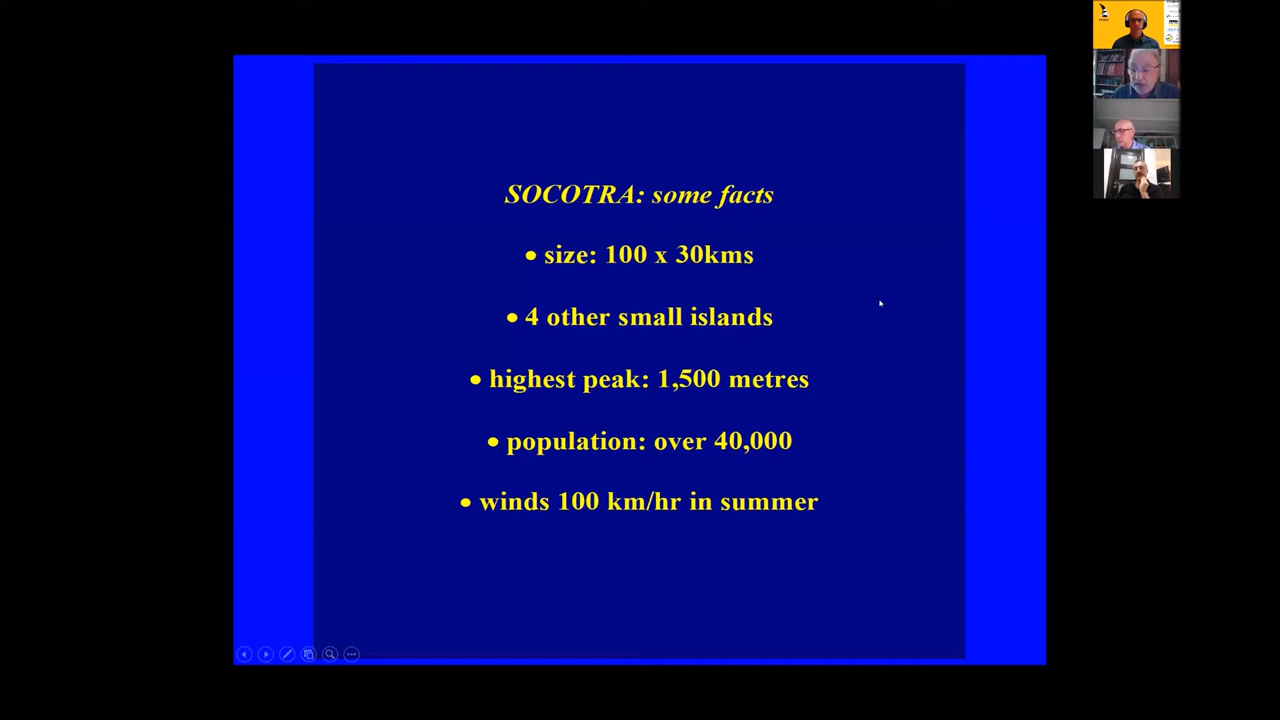 SOCOTRA: some facts
• size: 100 x 30kms
• 4 other small islands
• highest peak: 1,500 metres
• population: over 40,000
• winds 100 km/hr in summer